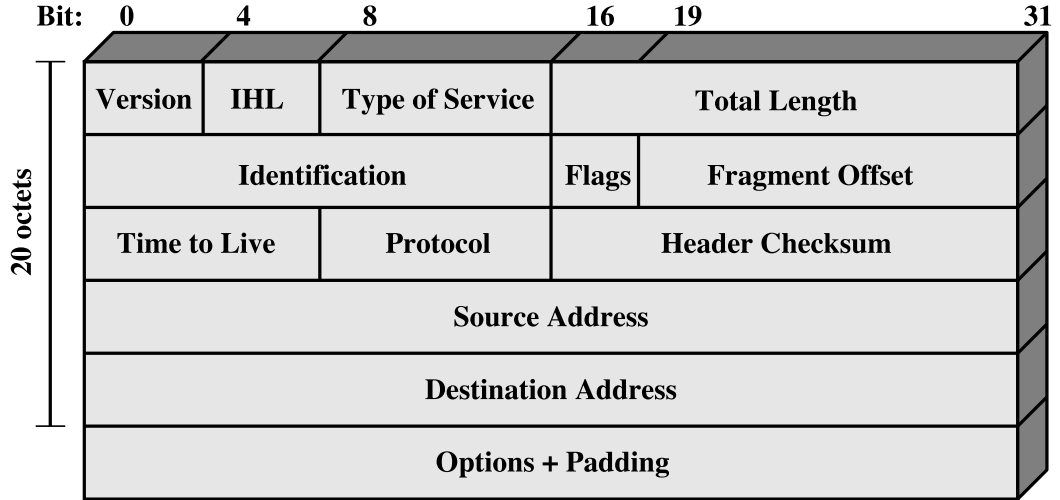 Bit: 0 4 8 16 19 31
Version IHL Type of Service Total Length
Identification Flags Fragment Offset
Time to Live Protocol Header Checksum
Source Address
Destination Address
Options + Padding
20 octets